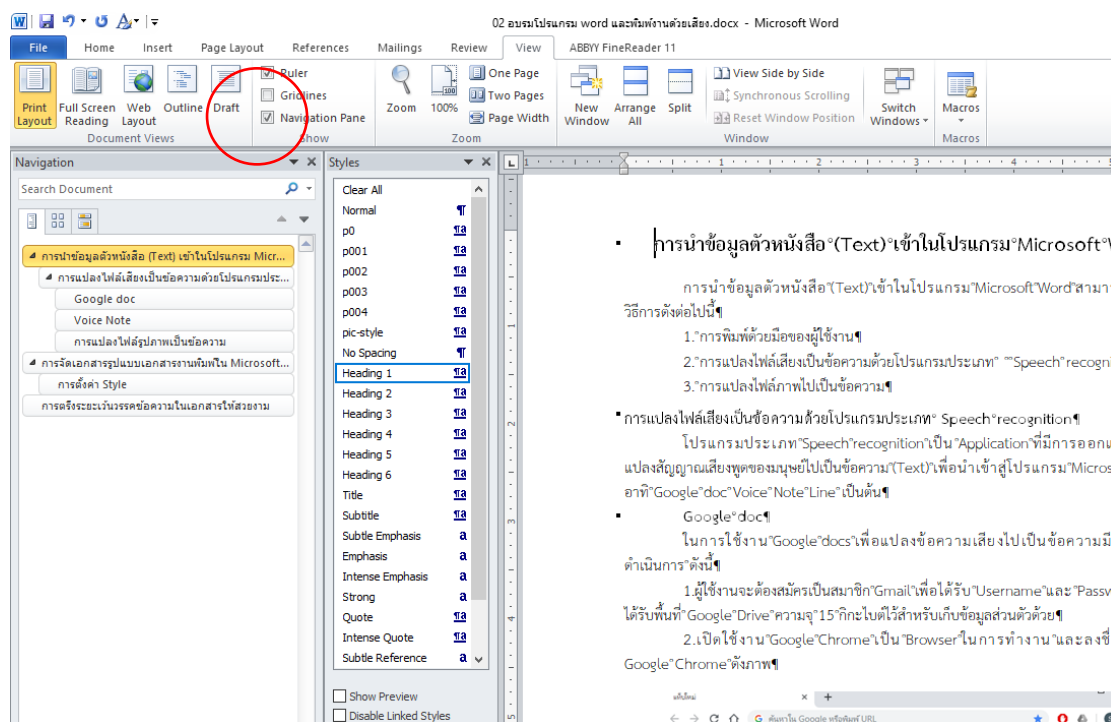 02 อบรมโปรแกรม word และพิมพ์งานด้วยเสียง.docx - Microsoft Word
File Home Insert Page Layout References Mailings Review View ABBYY FineReader 11
Print Layout
Full Screen Reading
Web Layout
Outline
Draft
Document Views
Ruler
Gridlines
Navigation Pane
Show
Zoom
100%
One Page
Two Pages
Page Width
Zoom
New Window
Arrange All
Split
View Side by Side
Synchronous Scrolling
Reset Window Position
Window
Switch Windows
Macros
Macros
Navigation
Search Document
การนำข้อมูลตัวหนังสือ (Text) เข้าในโปรแกรม Micr...
การแปลงไฟล์เสียงเป็นข้อความด้วยโปรแกรมประ...
Google doc
Voice Note
การแปลงไฟล์รูปภาพเป็นข้อความ
การจัดเอกสารรูปแบบเอกสารงานพิมพ์ใน Microsoft...
การตั้งค่า Style
การตรึงระยะเว้นวรรคข้อความในเอกสารให้สวยงาม
Styles
Clear All
Normal
p0
p001
p002
p003
p004
pic-style
No Spacing
Heading 1
Heading 2
Heading 3
Heading 4
Heading 5
Heading 6
Title
Subtitle
Subtle Emphasis
Emphasis
Intense Emphasis
Strong
Quote
Intense Quote
Subtle Reference
Show Preview
Disable Linked Styles
การนำข้อมูลตัวหนังสือ°(Text)°เข้าในโปรแกรม°Microsoft°
การนำข้อมูลตัวหนังสือ°(Text)°เข้าในโปรแกรม°Microsoft°Word°สามา
วิธีการดังต่อไปนี้¶
1.°การพิมพ์ด้วยมือของผู้ใช้งาน¶
2.°การแปลงไฟล์เสียงเป็นข้อความด้วยโปรแกรมประเภท° °°Speech°recogni
3.°การแปลงไฟล์ภาพไปเป็นข้อความ¶
การแปลงไฟล์เสียงเป็นข้อความด้วยโปรแกรมประเภท° Speech°recognition¶
โปรแกรมประเภท°Speech°recognition°เป็น°Application°ที่มีการออกแ
แปลงสัญญาณเสียงพูดของมนุษย์ไปเป็นข้อความ°(Text)°เพื่อนำเข้าสู่โปรแกรม°Micros
อาทิ°Google°doc°Voice°Note°Line°เป็นต้น¶
Google°doc¶
ในการใช้งาน°Google°docs°เพื่อแปลงข้อความเสียงไปเป็นข้อความมี
ดำเนินการ°ดังนี้¶
1.ผู้ใช้งานจะต้องสมัครเป็นสมาชิก°Gmail°เพื่อได้รับ°Username°และ°Passw
ได้รับพื้นที่°Google°Drive°ความจุ°15°กิกะไบต์ไว้สำหรับเก็บข้อมูลส่วนตัวด้วย¶
2.เปิดใช้งาน°Google°Chrome°เป็น°Browser°ในการทำงาน°และลงชื่
Google°Chrome°ดังภาพ¶
แท็บใหม่
ค้นหาใน Google หรือพิมพ์ URL